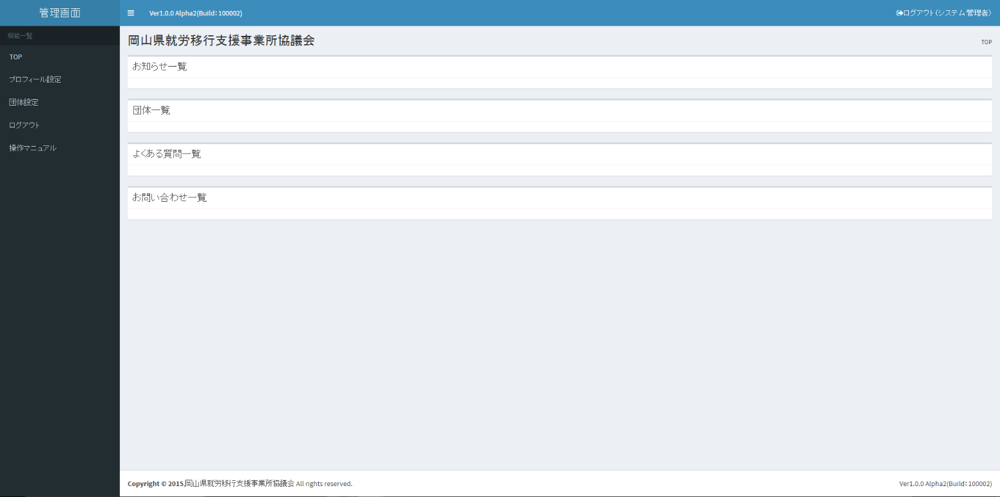 管理画面
Ver1.0.0 Alpha2(Build：100002)
ログアウト（システム管理者）
機能一覧
TOP
プロフィール設定
団体設定
ログアウト
操作マニュアル
岡山県就労移行支援事業所協議会
TOP
お知らせ一覧
団体一覧
よくある質問一覧
お問い合わせ一覧
Copyright © 2015,岡山県就労移行支援事業所協議会 All rights reserved.
Ver1.0.0 Alpha2(Build：100002)